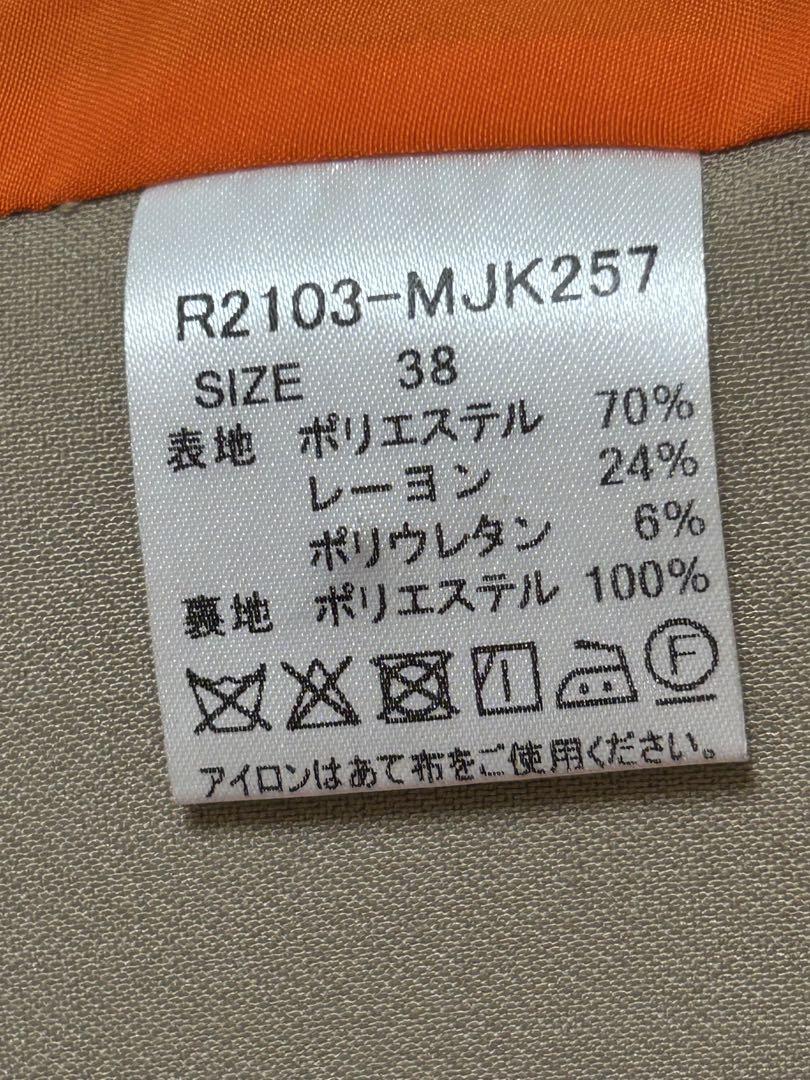 R2103-MJK257
SIZE 38
表地 ポリエステル 70%
レーヨン 24%
ポリウレタン 6%
裏地 ポリエステル 100%
F
アイロンはあて布をご使用ください。